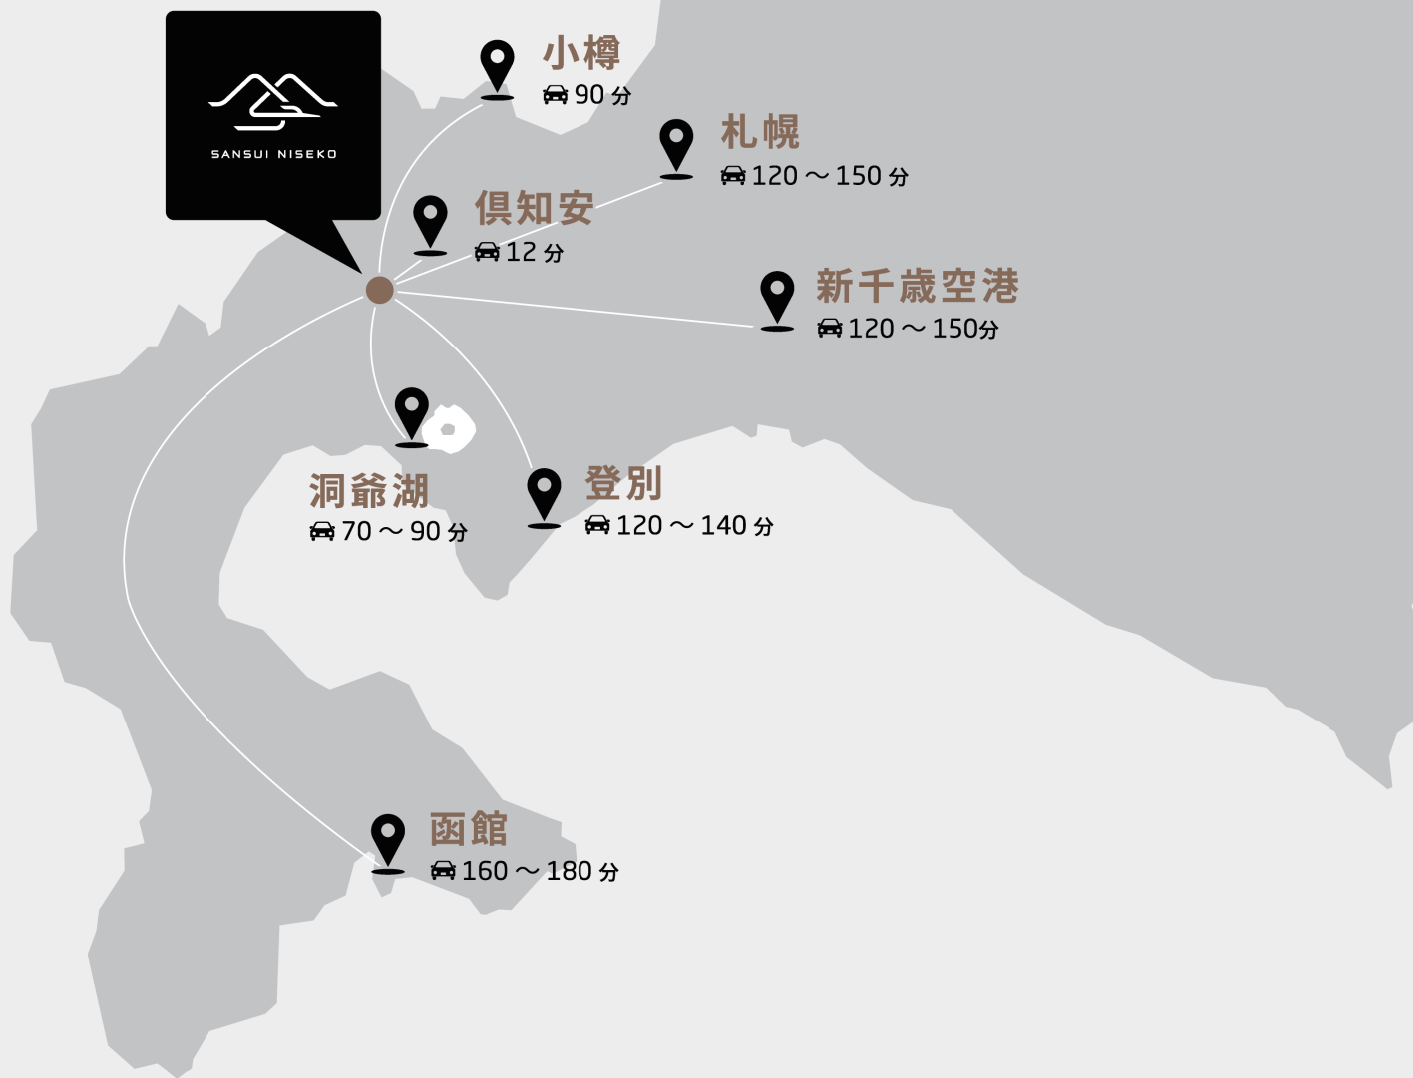 SANSUI NISEKO
小樽
90 分
札幌
120 〜 150 分
倶知安
12 分
新千歳空港
120 〜 150分
洞爺湖
70 〜 90 分
登別
120 〜 140 分
函館
160 〜 180 分